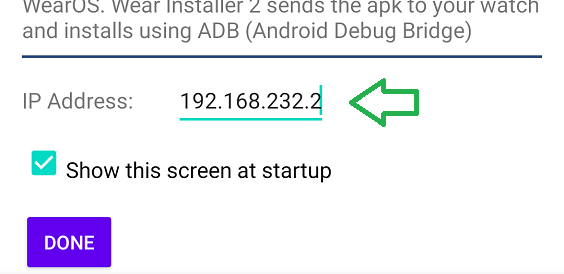 WearOS. Wear Installer 2 sends the apk to your watch
and installs using ADB (Android Debug Bridge)
IP Address: 192.168.232.2
Show this screen at startup
DONE